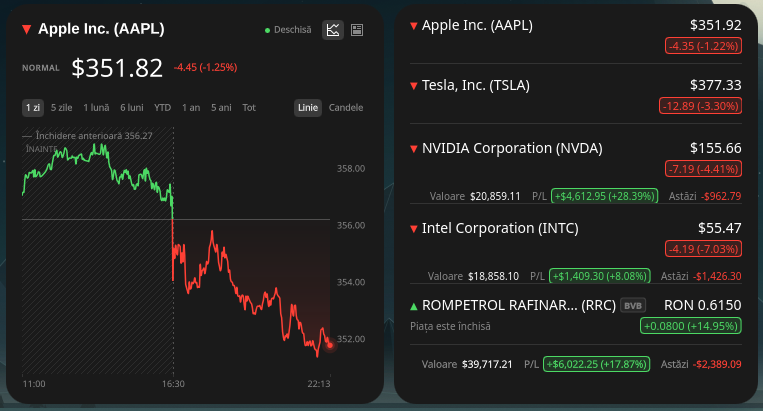 Apple Inc. (AAPL)
Deschisă
NORMAL $351.82 -4.45 (-1.25%)
1 zi 5 zile 1 lună 6 luni YTD 1 an 5 ani Tot Linie Candele
Închidere anterioară 356.27
ÎNAINTE
358.00
356.00
354.00
352.00
11:00 16:30 22:13
Apple Inc. (AAPL) $351.92
-4.35 (-1.22%)
Tesla, Inc. (TSLA) $377.33
-12.89 (-3.30%)
NVIDIA Corporation (NVDA) $155.66
-7.19 (-4.41%)
Valoare $20,859.11 P/L +$4,612.95 (+28.39%) Astăzi -$962.79
Intel Corporation (INTC) $55.47
-4.19 (-7.03%)
Valoare $18,858.10 P/L +$1,409.30 (+8.08%) Astăzi -$1,426.30
ROMPETROL RAFINAR... (RRC) BVB RON 0.6150
Piața este închisă +0.0800 (+14.95%)
Valoare $39,717.21 P/L +$6,022.25 (+17.87%) Astăzi -$2,389.09